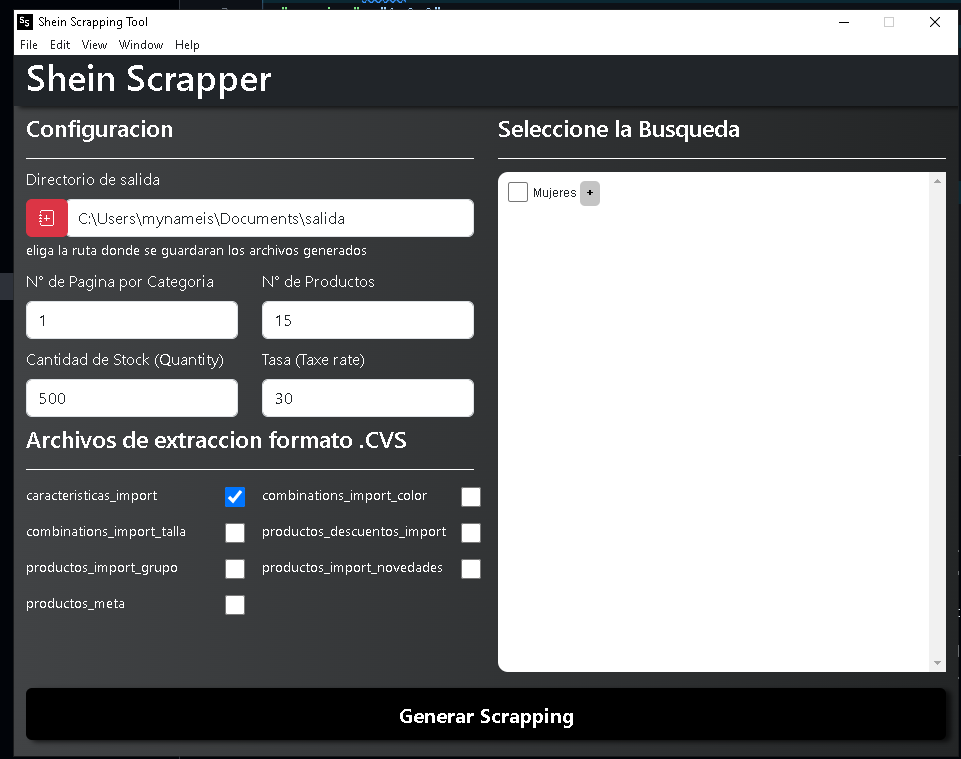 Shein Scrapping Tool
File Edit View Window Help
Shein Scrapper
Configuracion
Directorio de salida
C:\Users\mynameis\Documents\salida
eliga la ruta donde se guardaran los archivos generados
N° de Pagina por Categoria
N° de Productos
1
15
Cantidad de Stock (Quantity)
Tasa (Taxe rate)
500
30
Archivos de extraccion formato .CVS
caracteristicas_import
combinations_import_color
combinations_import_talla
productos_descuentos_import
productos_import_grupo
productos_import_novedades
productos_meta
Seleccione la Busqueda
Mujeres +
Generar Scrapping